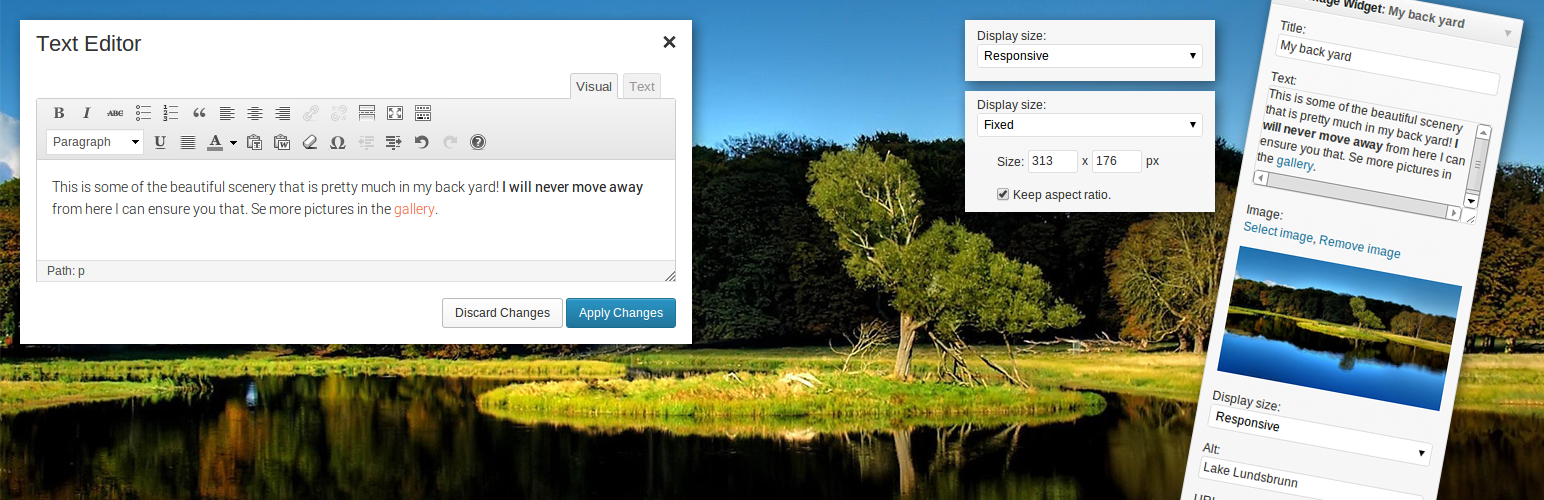 Text Editor
Visual
Text
B I ABC
Paragraph
U A T W Ω ?
This is some of the beautiful scenery that is pretty much in my back yard! I will never move away
from here I can ensure you that. Se more pictures in the gallery.
Path: p
Discard Changes
Apply Changes
Display size:
Responsive
Display size:
Fixed
Size: 313 x 176 px
Keep aspect ratio.
Widget: My back yard
Title:
My back yard
Text:
This is some of the beautiful scenery
that is pretty much in my back yard! I
will never move away from here I can
ensure you that. Se more pictures in
the gallery.
Image:
Select image, Remove image
Display size:
Responsive
Alt:
Lake Lundsbrunn